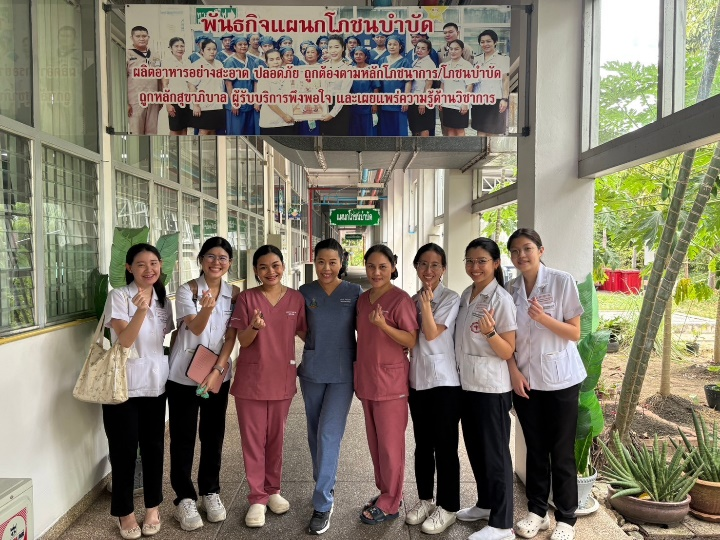 พันธกิจแผนกโภชนบำบัด
ผลิตอาหารอย่างสะอาด ปลอดภัย ถูกต้องตามหลักโภชนาการ/โภชนบำบัด
ถูกหลักสุขาภิบาล ผู้รับบริการพึงพอใจ และเผยแพร่ความรู้ด้านวิชาการ
แผนกโภชนบำบัด